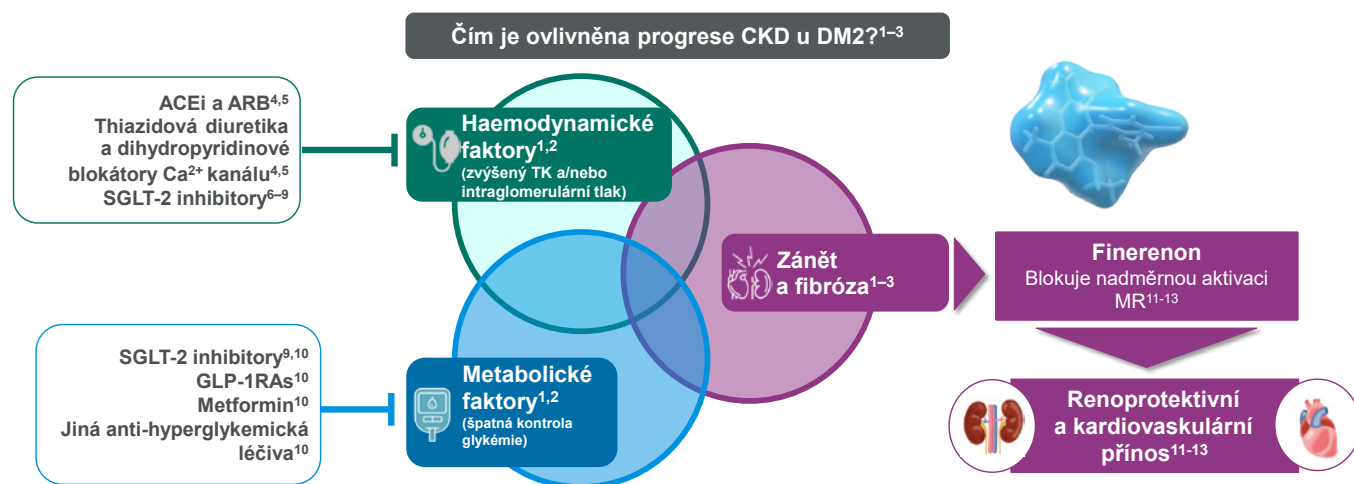 Čím je ovlivněna progrese CKD u DM2?¹⁻³
ACEi a ARB⁴,⁵
Thiazidová diuretika
a dihydropyridinové
blokátory Ca²⁺ kanálu⁴,⁵
SGLT-2 inhibitory⁶⁻⁹
Haemodynamické
faktory¹,²
(zvýšený TK a/nebo
intraglomerulární tlak)
SGLT-2 inhibitory⁹,¹⁰
GLP-1RAs¹⁰
Metformin¹⁰
Jiná anti-hyperglykemická
léčiva¹⁰
Metabolické
faktory¹,²
(špatná kontrola
glykémie)
Zánět
a fibróza¹⁻³
Finerenon
Blokuje nadměrnou aktivaci
MR¹¹⁻¹³
Renoprotektivní
a kardiovaskulární
přínos¹¹⁻¹³